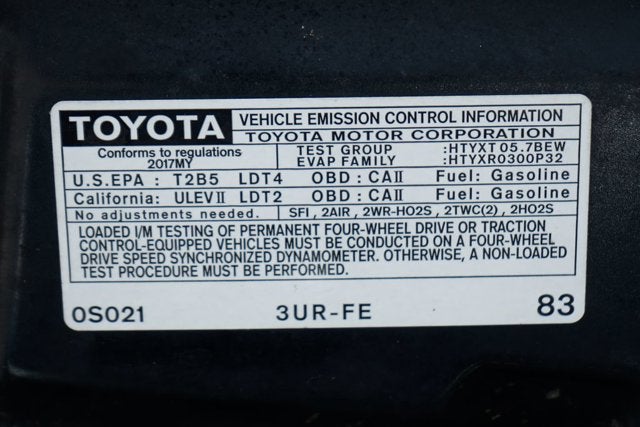 TOYOTA
VEHICLE EMISSION CONTROL INFORMATION
TOYOTA MOTOR CORPORATION
Conforms to regulations
2017MY
TEST GROUP :HTYXT05.7BEW
EVAP FAMILY :HTYXR0300P32
U.S.EPA : T2B5 LDT4 OBD : CAII Fuel: Gasoline
California: ULEVII LDT2 OBD : CAII Fuel: Gasoline
No adjustments needed. SFI , 2AIR , 2WR-HO2S , 2TWC(2) , 2HO2S
LOADED I/M TESTING OF PERMANENT FOUR-WHEEL DRIVE OR TRACTION
CONTROL-EQUIPPED VEHICLES MUST BE CONDUCTED ON A FOUR-WHEEL
DRIVE SPEED SYNCHRONIZED DYNAMOMETER. OTHERWISE, A NON-LOADED
TEST PROCEDURE MUST BE PERFORMED.
0S021 3UR-FE 83